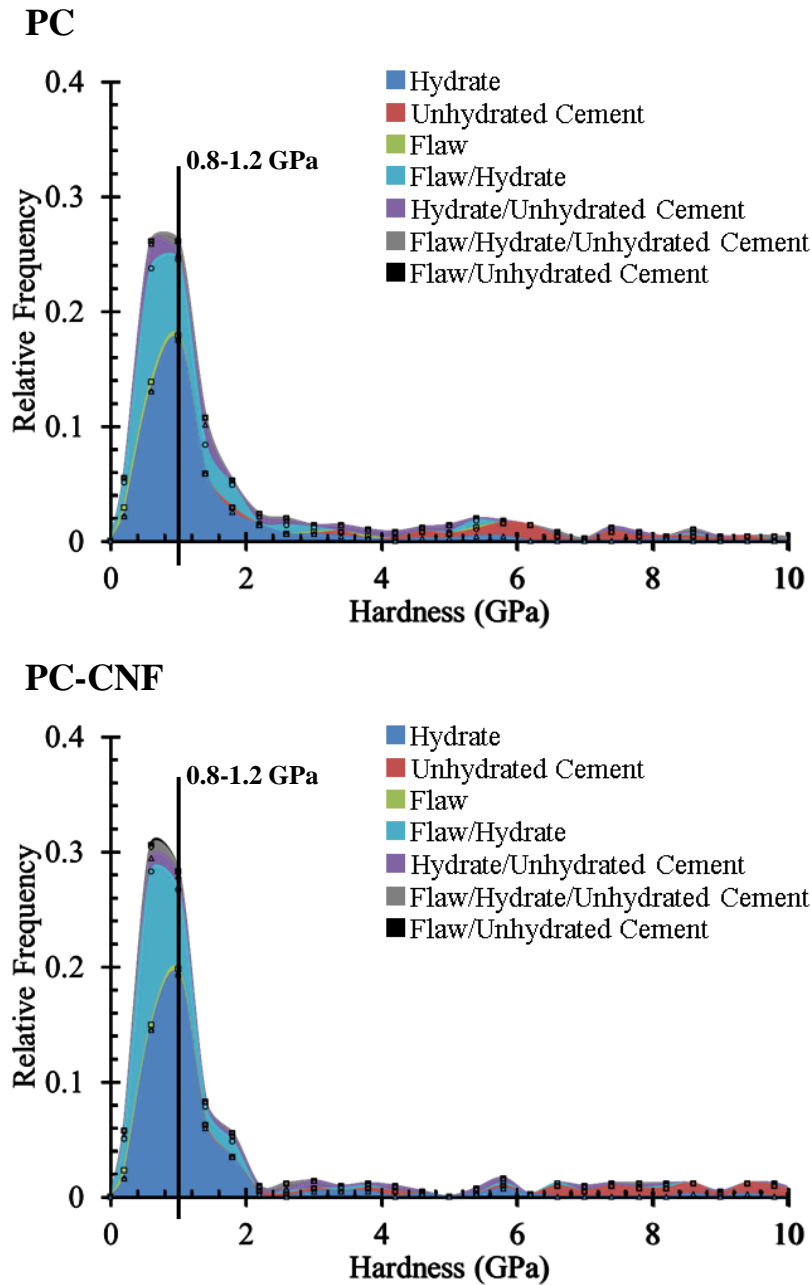 PC
0.4
Hydrate
Unhydrated Cement
Flaw
Flaw/Hydrate
Hydrate/Unhydrated Cement
Flaw/Hydrate/Unhydrated Cement
Flaw/Unhydrated Cement
0.8-1.2 GPa
0.3
0.2
0.1
0
Relative Frequency
0 2 4 6 8 10
Hardness (GPa)
PC-CNF
0.4
Hydrate
Unhydrated Cement
Flaw
Flaw/Hydrate
Hydrate/Unhydrated Cement
Flaw/Hydrate/Unhydrated Cement
Flaw/Unhydrated Cement
0.8-1.2 GPa
0.3
0.2
0.1
0
Relative Frequency
0 2 4 6 8 10
Hardness (GPa)